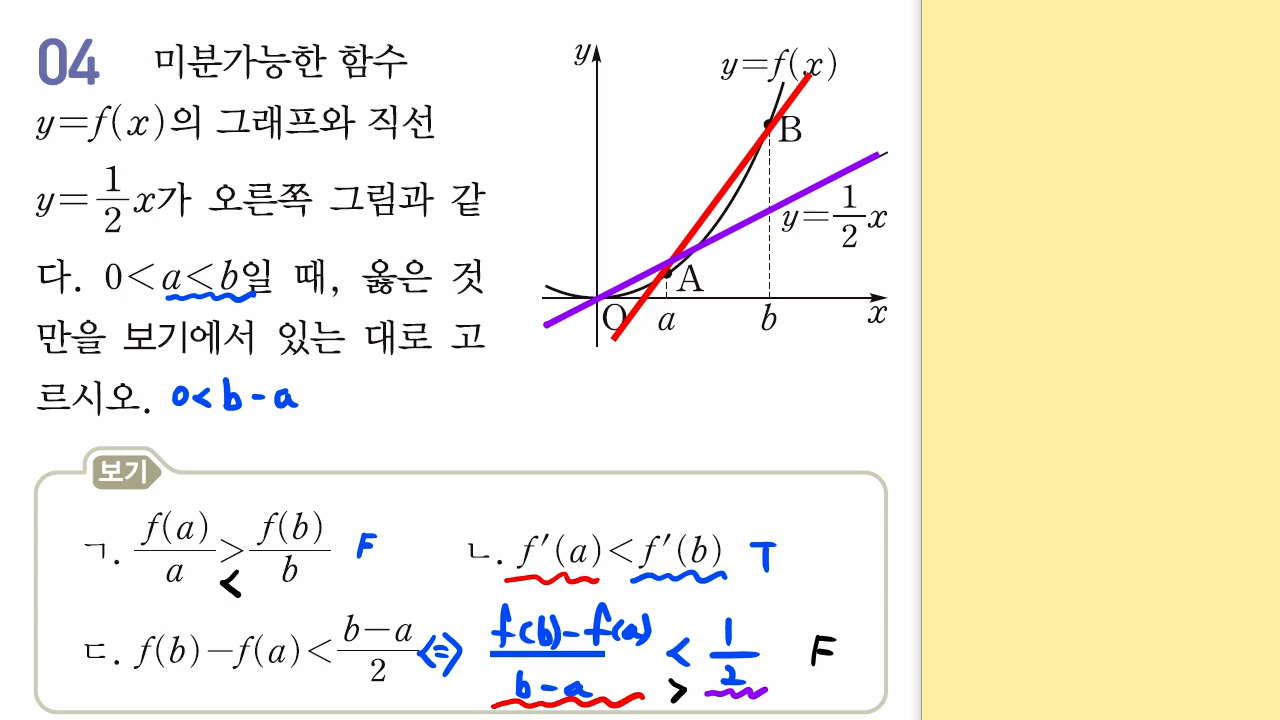 04 미분가능한 함수
y=f(x)의 그래프와 직선
y=1/2x가 오른쪽 그림과 같
다. 0<a<b일 때, 옳은 것
만을 보기에서 있는 대로 고
르시오. 0<b-a
y
y=f(x)
B
y=1/2x
A
O a b x
보기
ㄱ. f(a)/a > f(b)/b F
<
ㄴ. f'(a)<f'(b) T
ㄷ. f(b)-f(a)<(b-a)/2 ⇔ (f(b)-f(a))/(b-a) < 1/2 F
>